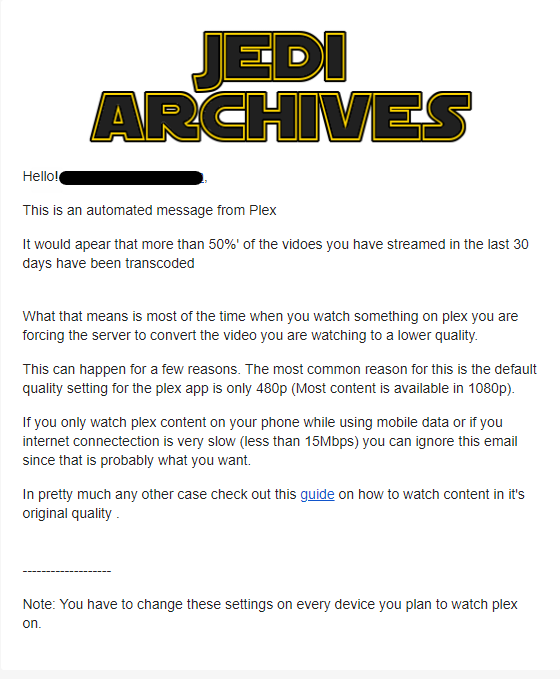 JEDI
ARCHIVES
Hello! ,
This is an automated message from Plex
It would apear that more than 50%' of the vidoes you have streamed in the last 30
days have been transcoded
What that means is most of the time when you watch something on plex you are
forcing the server to convert the video you are watching to a lower quality.
This can happen for a few reasons. The most common reason for this is the default
quality setting for the plex app is only 480p (Most content is available in 1080p).
If you only watch plex content on your phone while using mobile data or if you
internet connectection is very slow (less than 15Mbps) you can ignore this email
since that is probably what you want.
In pretty much any other case check out this guide on how to watch content in it's
original quality .
-------------------
Note: You have to change these settings on every device you plan to watch plex
on.